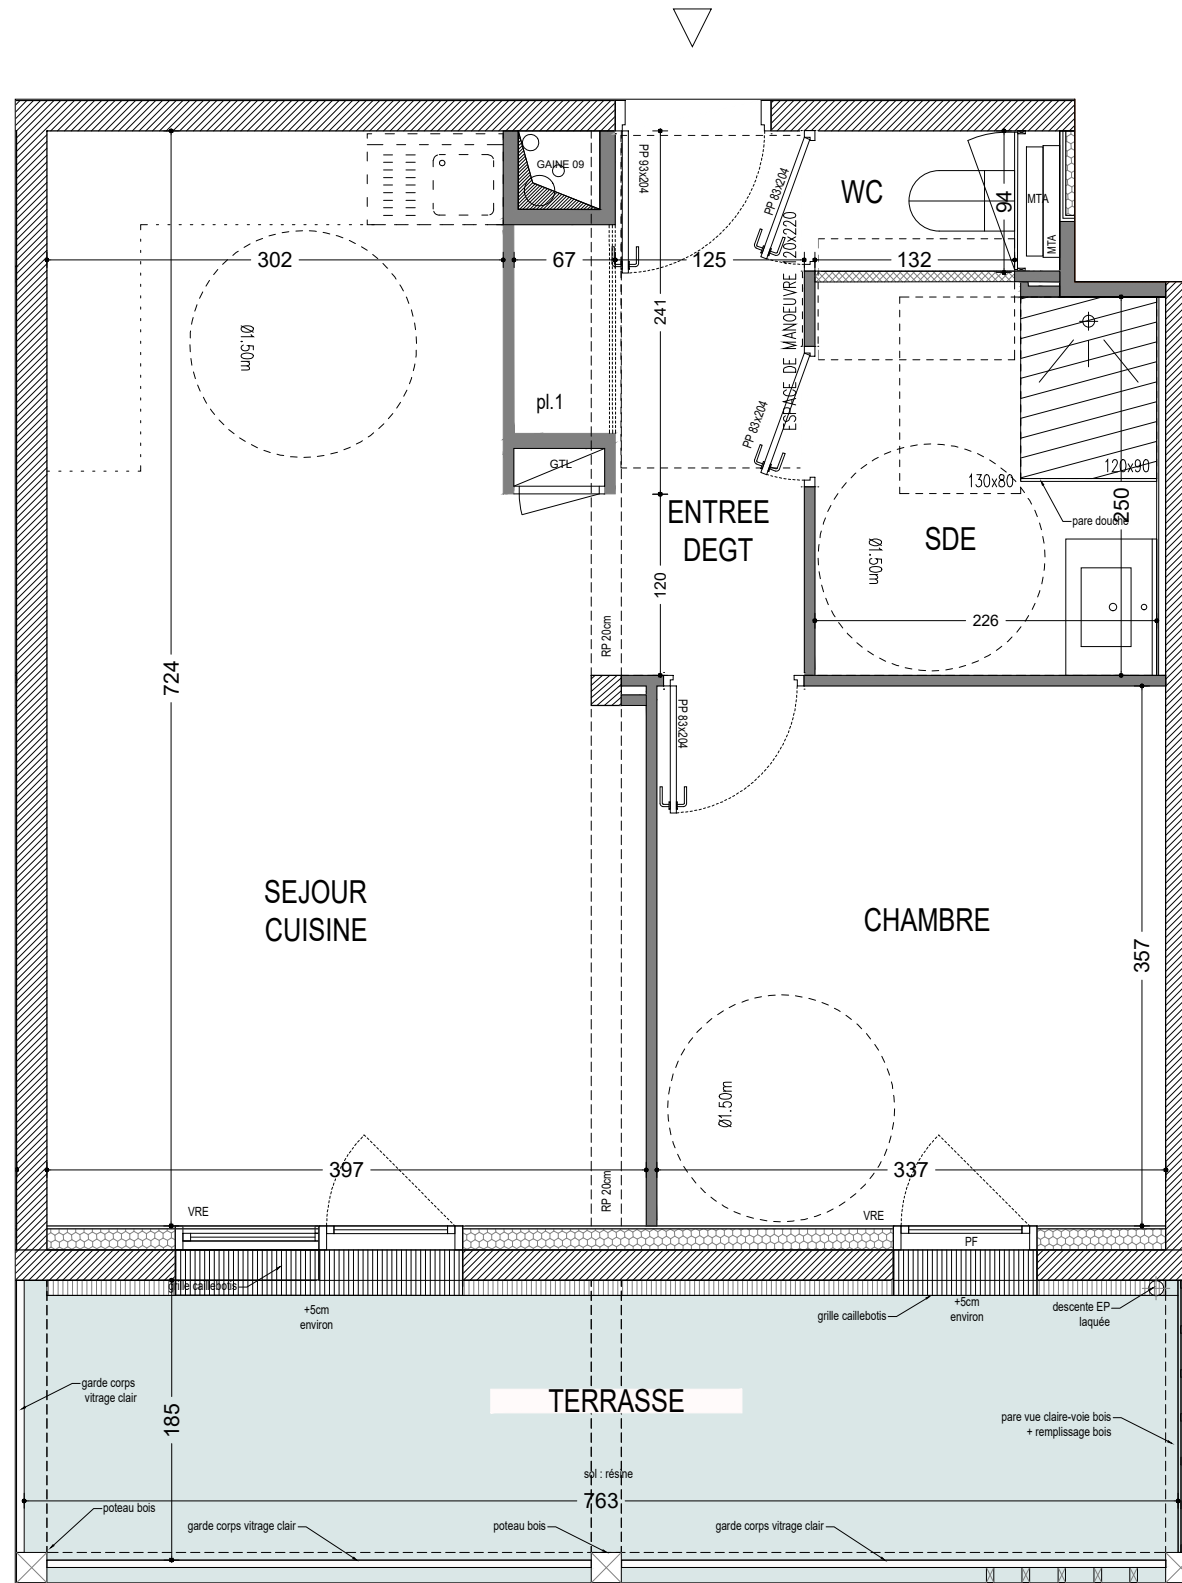 GAINE 09
PP 93x204
PP 83x204
WC
94
MTA
MTA
302
67
125
132
ESPACE DE MANOEUVRE 120x220
241
Ø1.50m
pl.1
PP 83x204
GTL
130x80
120x90
250
pare douche
ENTREE
DEGT
SDE
Ø1.50m
120
226
RP 20cm
724
PP 83x204
SEJOUR
CUISINE
CHAMBRE
357
Ø1.50m
397
337
RP 20cm
VRE
VRE
PF
grille caillebotis
+5cm
environ
grille caillebotis
+5cm
environ
descente EP
laquée
garde corps
vitrage clair
TERRASSE
185
pare vue claire-voie bois
+ remplissage bois
sol : résine
763
poteau bois
garde corps vitrage clair
poteau bois
garde corps vitrage clair